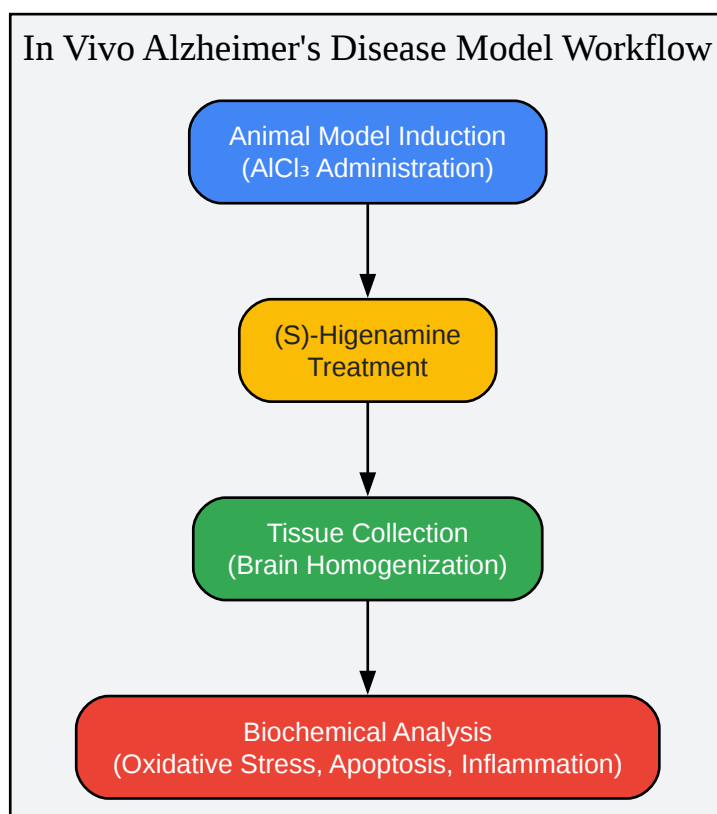 In Vivo Alzheimer's Disease Model Workflow
Animal Model Induction
(AlCl₃ Administration)
(S)-Higenamine
Treatment
Tissue Collection
(Brain Homogenization)
Biochemical Analysis
(Oxidative Stress, Apoptosis, Inflammation)